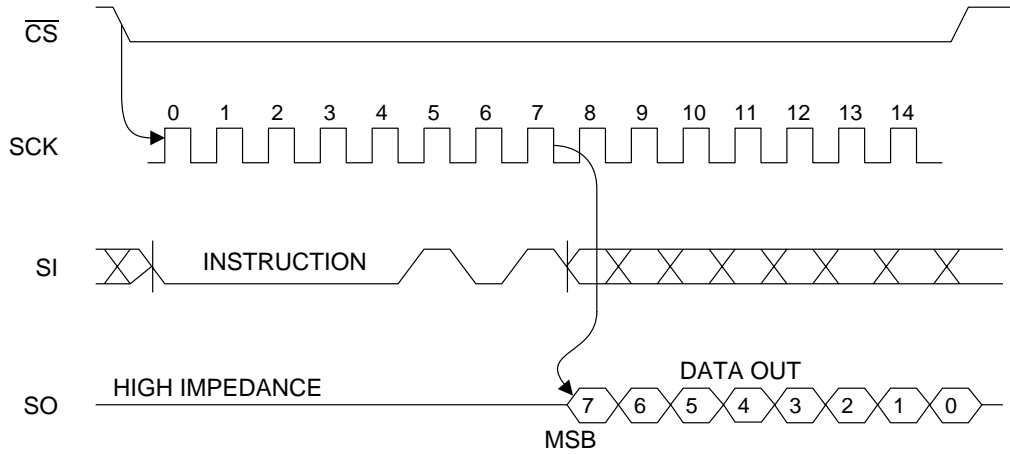 CS
0 1 2 3 4 5 6 7 8 9 10 11 12 13 14
SCK
SI
INSTRUCTION
HIGH IMPEDANCE
DATA OUT
SO
7 6 5 4 3 2 1 0
MSB